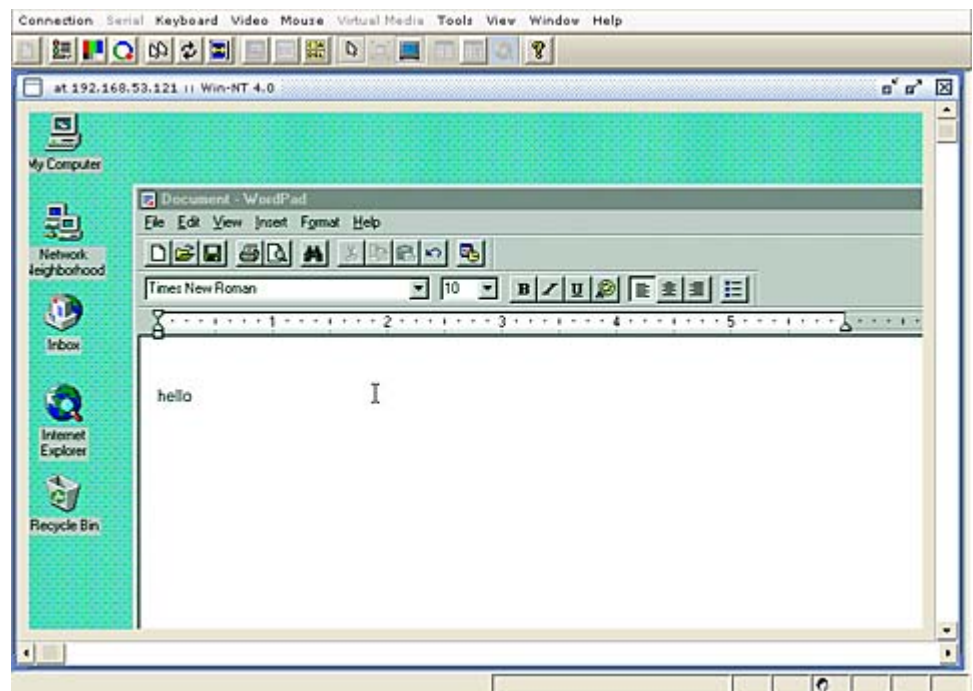 Connection Serial Keyboard Video Mouse Virtual Media Tools View Window Help
at 192.168.53.121 :: Win-NT 4.0
My Computer
Document - WordPad
File Edit View Insert Format Help
Network
Neighborhood
Times New Roman 10 B I U
1 2 3 4 5
Inbox
hello
Internet
Explorer
Recycle Bin